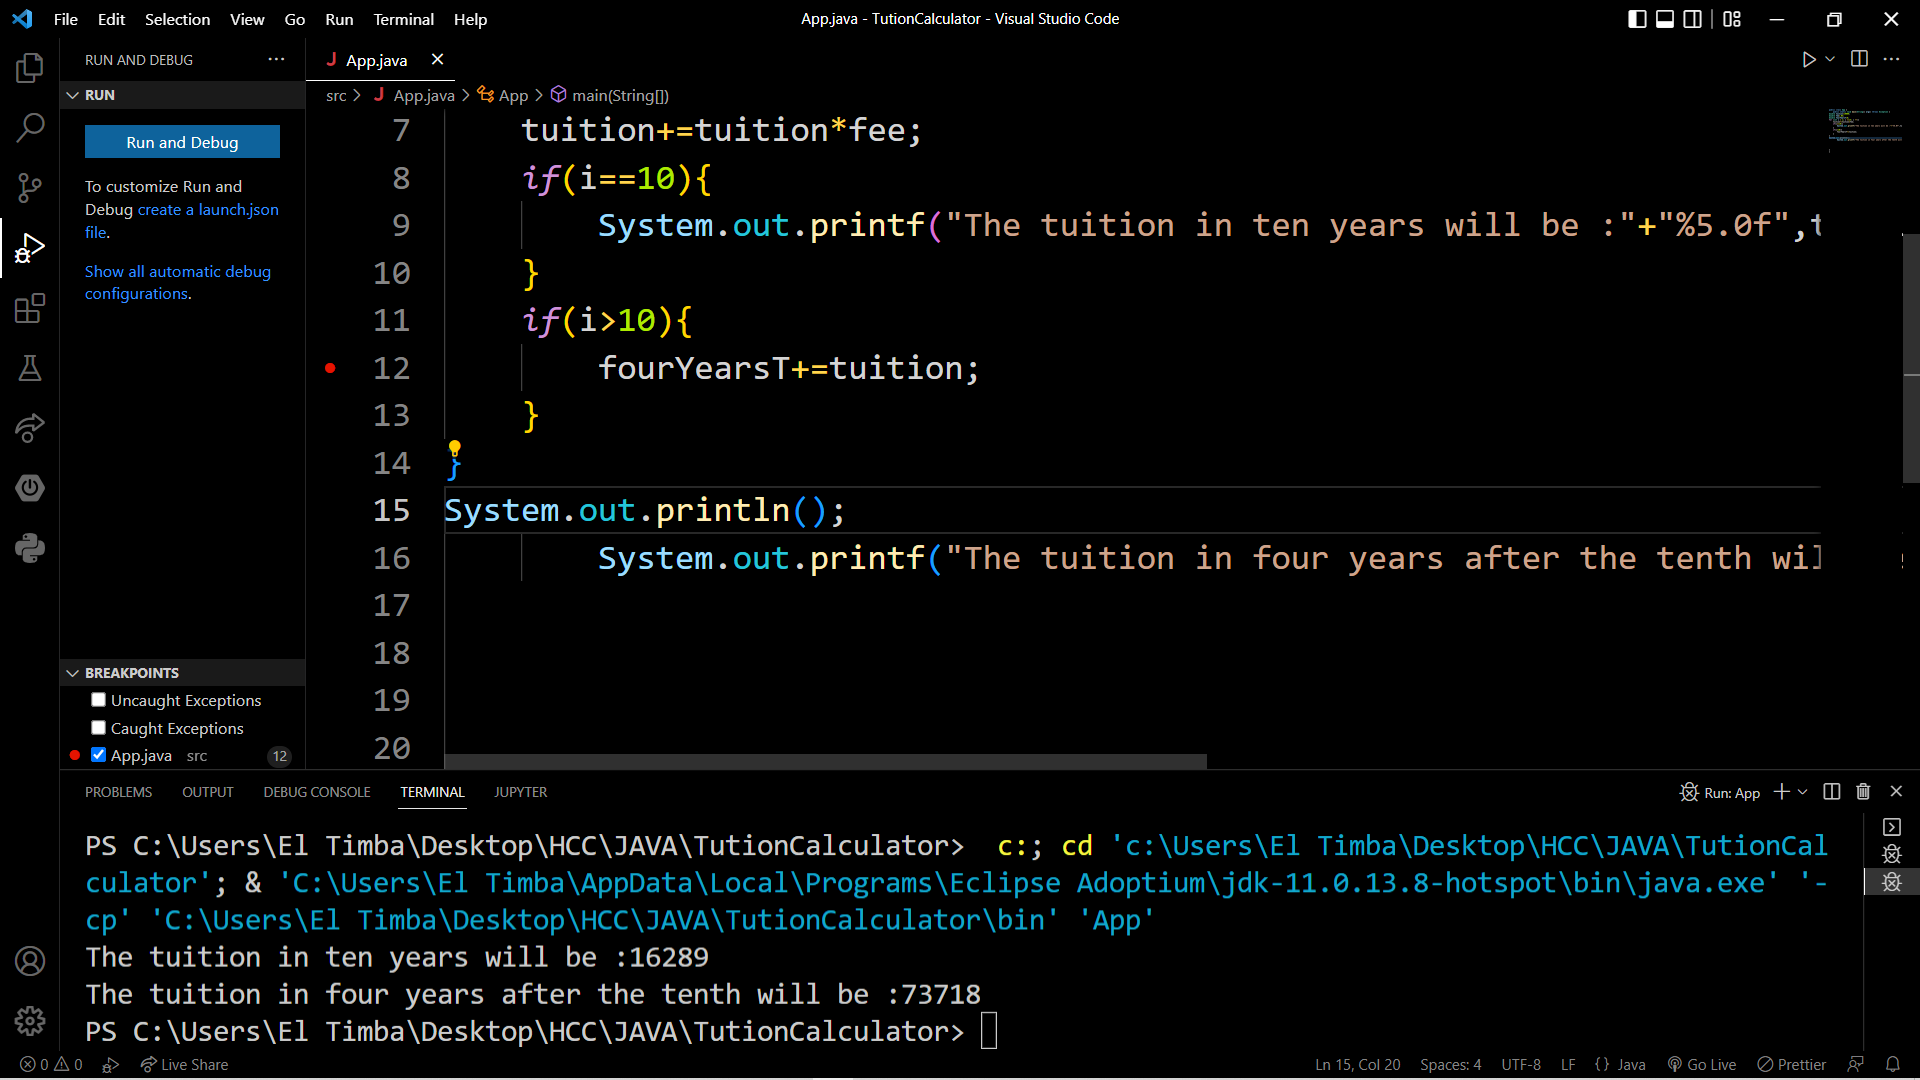 File Edit Selection View Go Run Terminal Help
App.java - TutionCalculator - Visual Studio Code
RUN AND DEBUG ···
RUN
Run and Debug
To customize Run and
Debug create a launch.json
file.
Show all automatic debug
configurations.
BREAKPOINTS
Uncaught Exceptions
Caught Exceptions
App.java src 12
J App.java
src > J App.java > App > main(String[])
7 tuition+=tuition*fee;
8 if(i==10){
9 System.out.printf("The tuition in ten years will be :"+"%5.0f",t
10 }
11 if(i>10){
12 fourYearsT+=tuition;
13 }
14 }
15 System.out.println();
16 System.out.printf("The tuition in four years after the tenth wil
17
18
19
20
PROBLEMS OUTPUT DEBUG CONSOLE TERMINAL JUPYTER
Run: App
PS C:\Users\El Timba\Desktop\HCC\JAVA\TutionCalculator>  c:; cd 'c:\Users\El Timba\Desktop\HCC\JAVA\TutionCal
culator'; & 'C:\Users\El Timba\AppData\Local\Programs\Eclipse Adoptium\jdk-11.0.13.8-hotspot\bin\java.exe' '-
cp' 'C:\Users\El Timba\Desktop\HCC\JAVA\TutionCalculator\bin' 'App'
The tuition in ten years will be :16289
The tuition in four years after the tenth will be :73718
PS C:\Users\El Timba\Desktop\HCC\JAVA\TutionCalculator>
0 0 Live Share
Ln 15, Col 20 Spaces: 4 UTF-8 LF {} Java Go Live Prettier